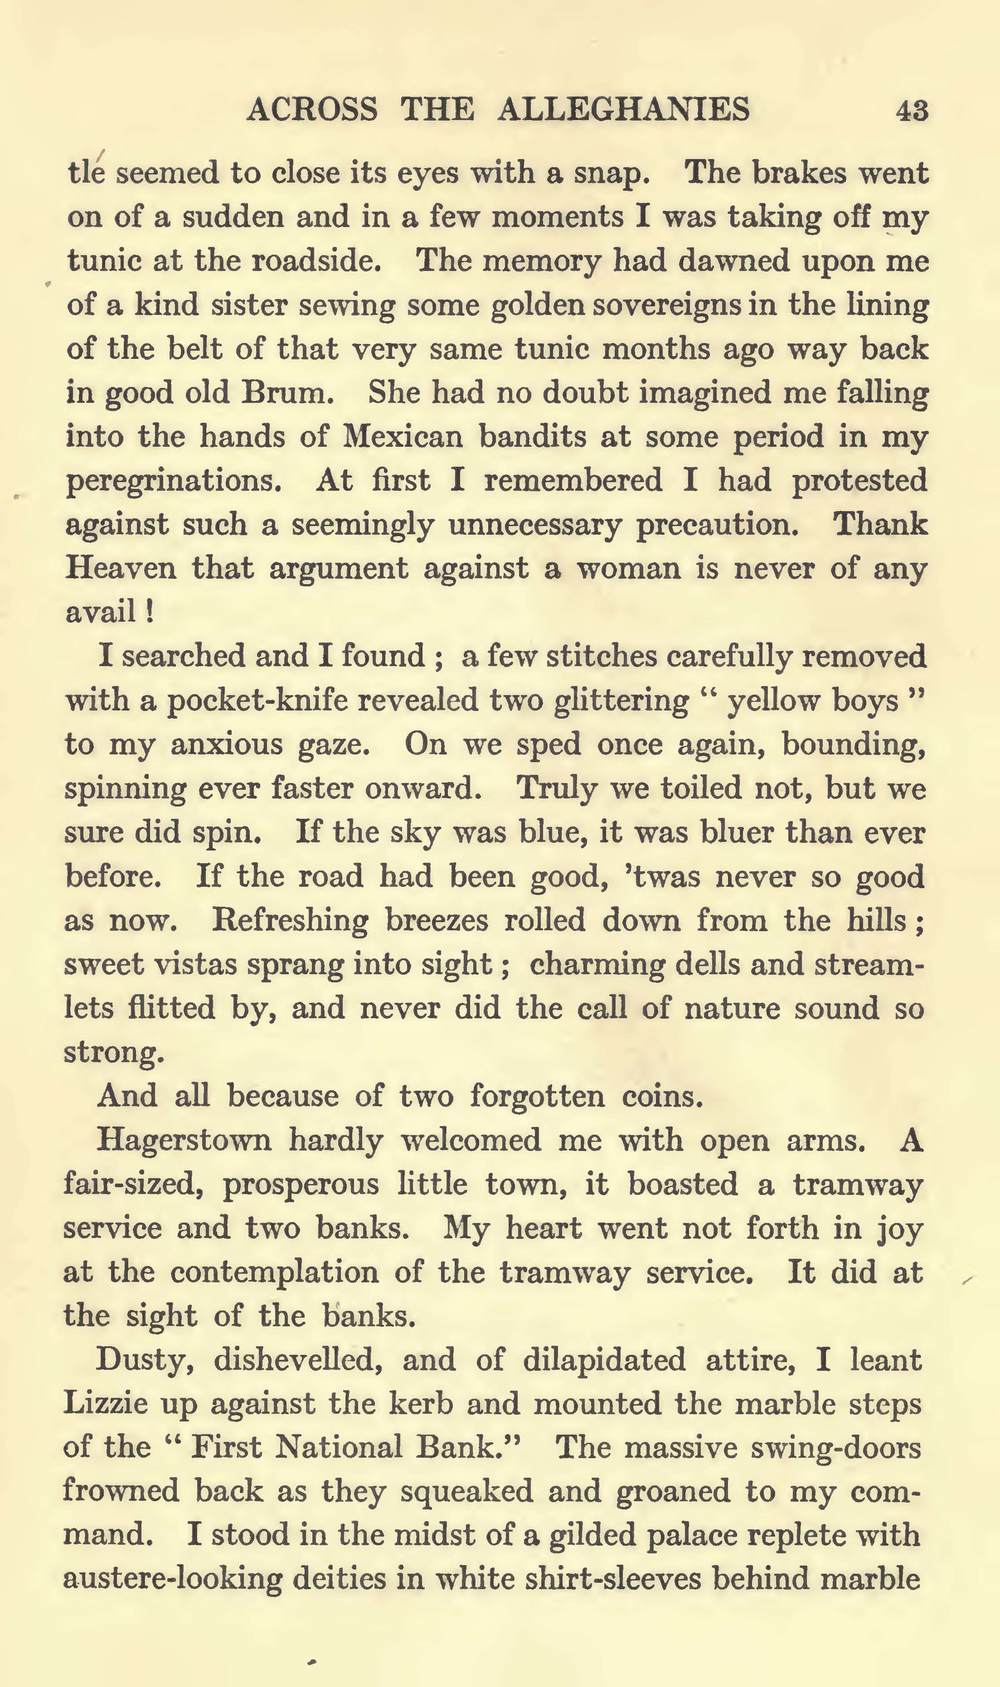 ACROSS THE ALLEGHANIES 43
tle seemed to close its eyes with a snap. The brakes went
on of a sudden and in a few moments I was taking off my
tunic at the roadside. The memory had dawned upon me
of a kind sister sewing some golden sovereigns in the lining
of the belt of that very same tunic months ago way back
in good old Brum. She had no doubt imagined me falling
into the hands of Mexican bandits at some period in my
peregrinations. At first I remembered I had protested
against such a seemingly unnecessary precaution. Thank
Heaven that argument against a woman is never of any
avail !
I searched and I found ; a few stitches carefully removed
with a pocket-knife revealed two glittering “ yellow boys ”
to my anxious gaze. On we sped once again, bounding,
spinning ever faster onward. Truly we toiled not, but we
sure did spin. If the sky was blue, it was bluer than ever
before. If the road had been good, ’twas never so good
as now. Refreshing breezes rolled down from the hills ;
sweet vistas sprang into sight ; charming dells and stream-
lets flitted by, and never did the call of nature sound so
strong.
And all because of two forgotten coins.
Hagerstown hardly welcomed me with open arms. A
fair-sized, prosperous little town, it boasted a tramway
service and two banks. My heart went not forth in joy
at the contemplation of the tramway service. It did at
the sight of the banks.
Dusty, dishevelled, and of dilapidated attire, I leant
Lizzie up against the kerb and mounted the marble steps
of the “ First National Bank.” The massive swing-doors
frowned back as they squeaked and groaned to my com-
mand. I stood in the midst of a gilded palace replete with
austere-looking deities in white shirt-sleeves behind marble